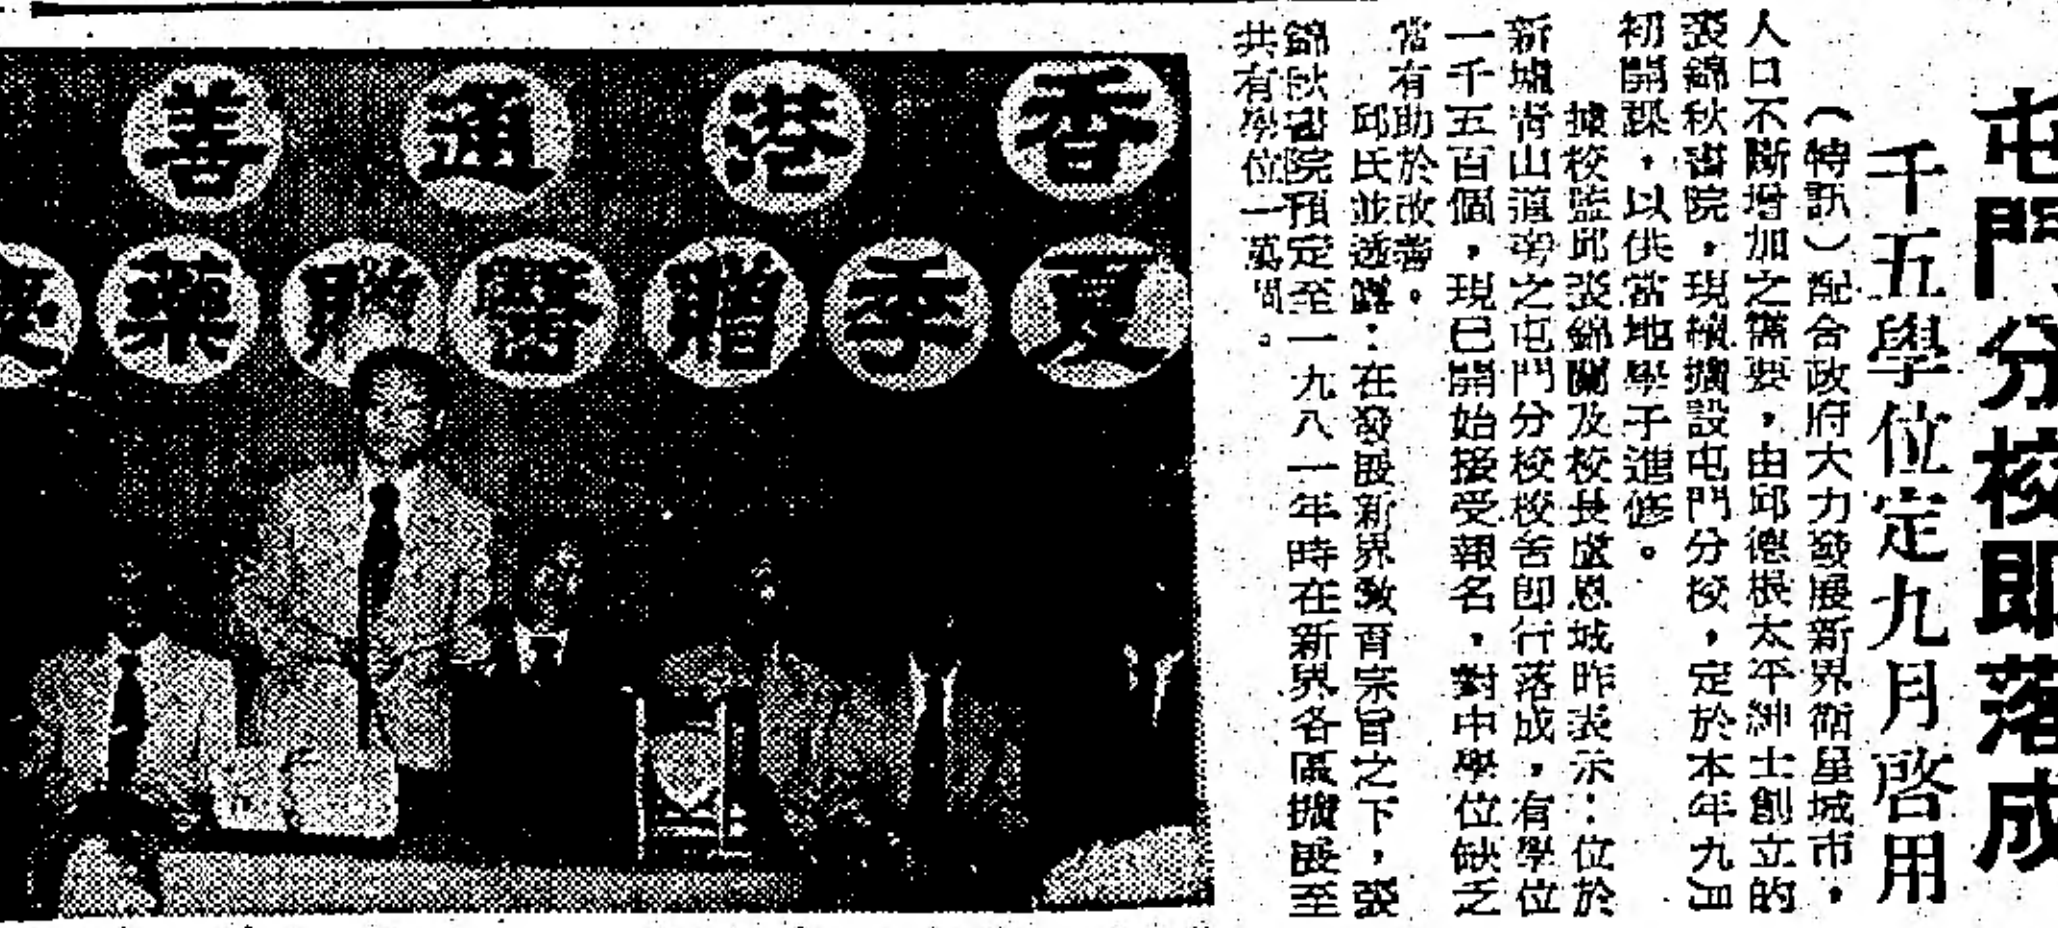 屯門分校即落成
千五學位定九月啓用
(特訊)配合政府大力發展新界衛星城市,
人口不斷增加之需要,由邱德根太平紳士創立的
裘錦秋書院,現積擴設屯門分校,定於本年九月
初開課,以供當地學子進修。
據校監邱裘錦蘭及校長盧恩城昨表示:位於
新墟青山道旁之屯門分校校舍即行落成,有學位
一千五百個,現已開始接受報名,對中學位缺乏
當有助於改善。
邱氏並透露:在發展新界教育宗旨之下,裘
錦秋書院預定至一九八一年時在新界各區擴展至
共有學位一萬個。
香港通善
夏季贈醫贈藥